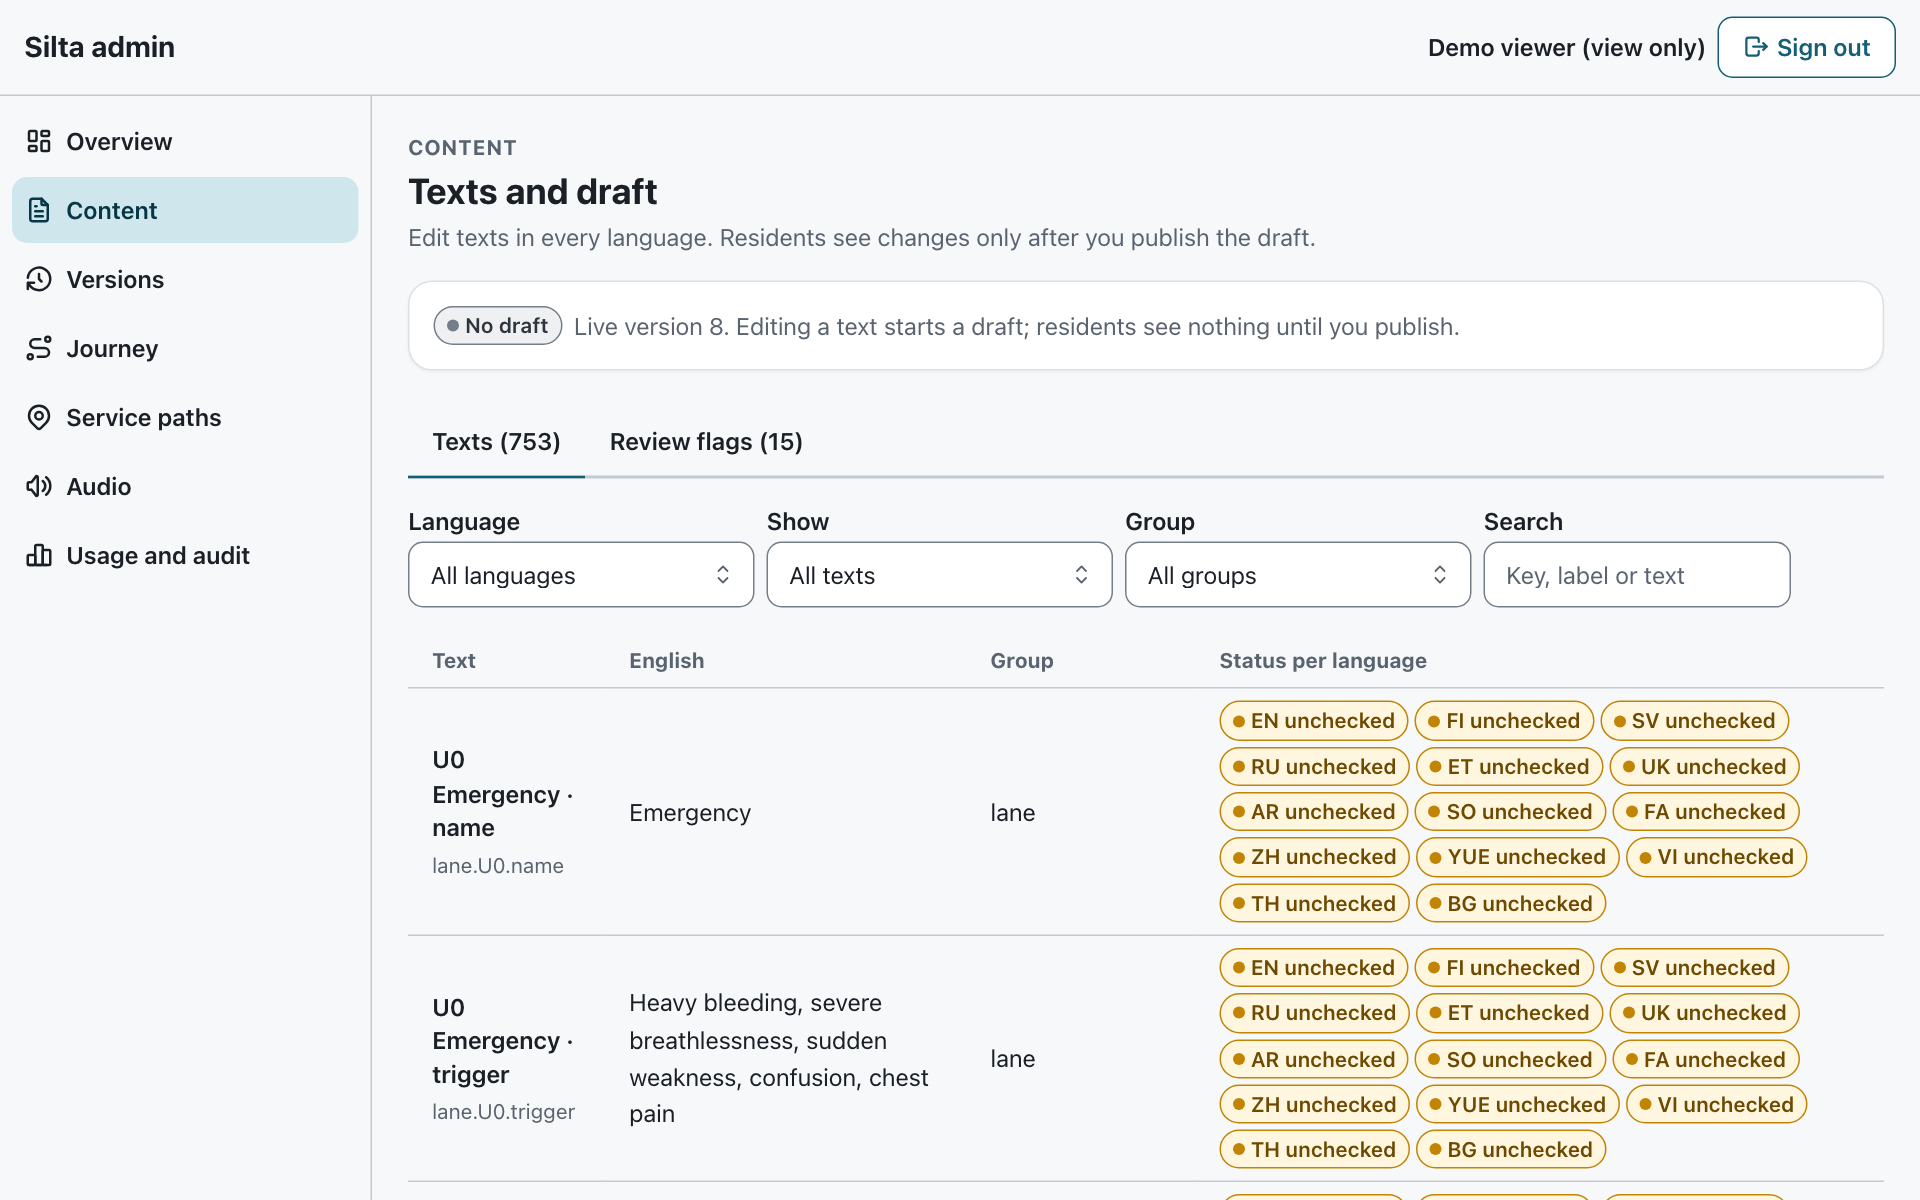 Silta admin
Demo viewer (view only)
Sign out
Overview
Content
Versions
Journey
Service paths
Audio
Usage and audit
CONTENT
Texts and draft
Edit texts in every language. Residents see changes only after you publish the draft.
No draft
Live version 8. Editing a text starts a draft; residents see nothing until you publish.
Texts (753)
Review flags (15)
Language
Show
Group
Search
All languages
All texts
All groups
Key, label or text
Text
English
Group
Status per language
U0
Emergency ·
name
lane.U0.name
Emergency
lane
EN unchecked
FI unchecked
SV unchecked
RU unchecked
ET unchecked
UK unchecked
AR unchecked
SO unchecked
FA unchecked
ZH unchecked
YUE unchecked
VI unchecked
TH unchecked
BG unchecked
U0
Emergency ·
trigger
lane.U0.trigger
Heavy bleeding, severe
breathlessness, sudden
weakness, confusion, chest
pain
lane
EN unchecked
FI unchecked
SV unchecked
RU unchecked
ET unchecked
UK unchecked
AR unchecked
SO unchecked
FA unchecked
ZH unchecked
YUE unchecked
VI unchecked
TH unchecked
BG unchecked